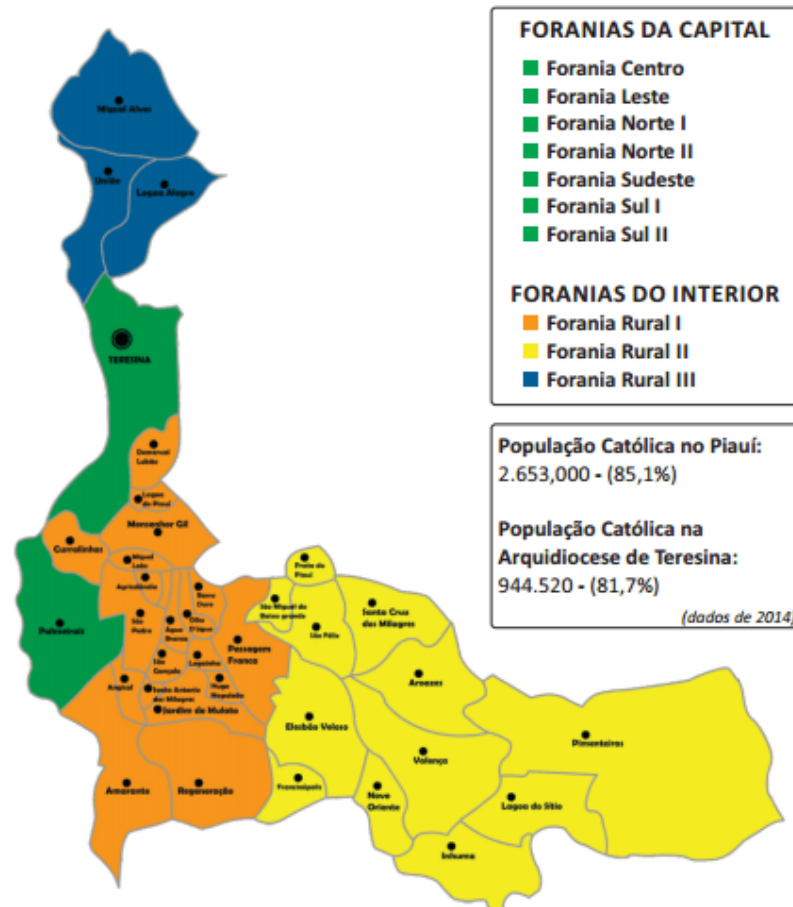 FORANIAS DA CAPITAL
Forania Centro
Forania Leste
Forania Norte I
Forania Norte II
Forania Sudeste
Forania Sul I
Forania Sul II
FORANIAS DO INTERIOR
Forania Rural I
Forania Rural II
Forania Rural III
População Católica no Piauí:
2.653,000 - (85,1%)
População Católica na
Arquidiocese de Teresina:
944.520 - (81,7%)
(dados de 2014)
Miguel Alves
União
Lagoa Alegre
TERESINA
Demerval
Lobão
Lagoa
do Piauí
Monsenhor Gil
Curralinhos
Miguel
Leão
Agricolândia
Barro
Duro
Palmeirais
São
Pedro
Água
Branca
Olho
D'água
Passagem
Franca
São
Gonçalo
Lagoinha
Hugo
Napoleão
Santo Antonio
dos Milagres
Jardim do Mulato
Amarante
Regeneração
Prata do
Piauí
São Miguel da
Baixa grande
São Félix
Santa Cruz
dos Milagres
Aroazes
Elesbão Veloso
Valença
Pimenteiras
Francinópolis
Novo
Oriente
Lagoa do Sítio
Inhuma